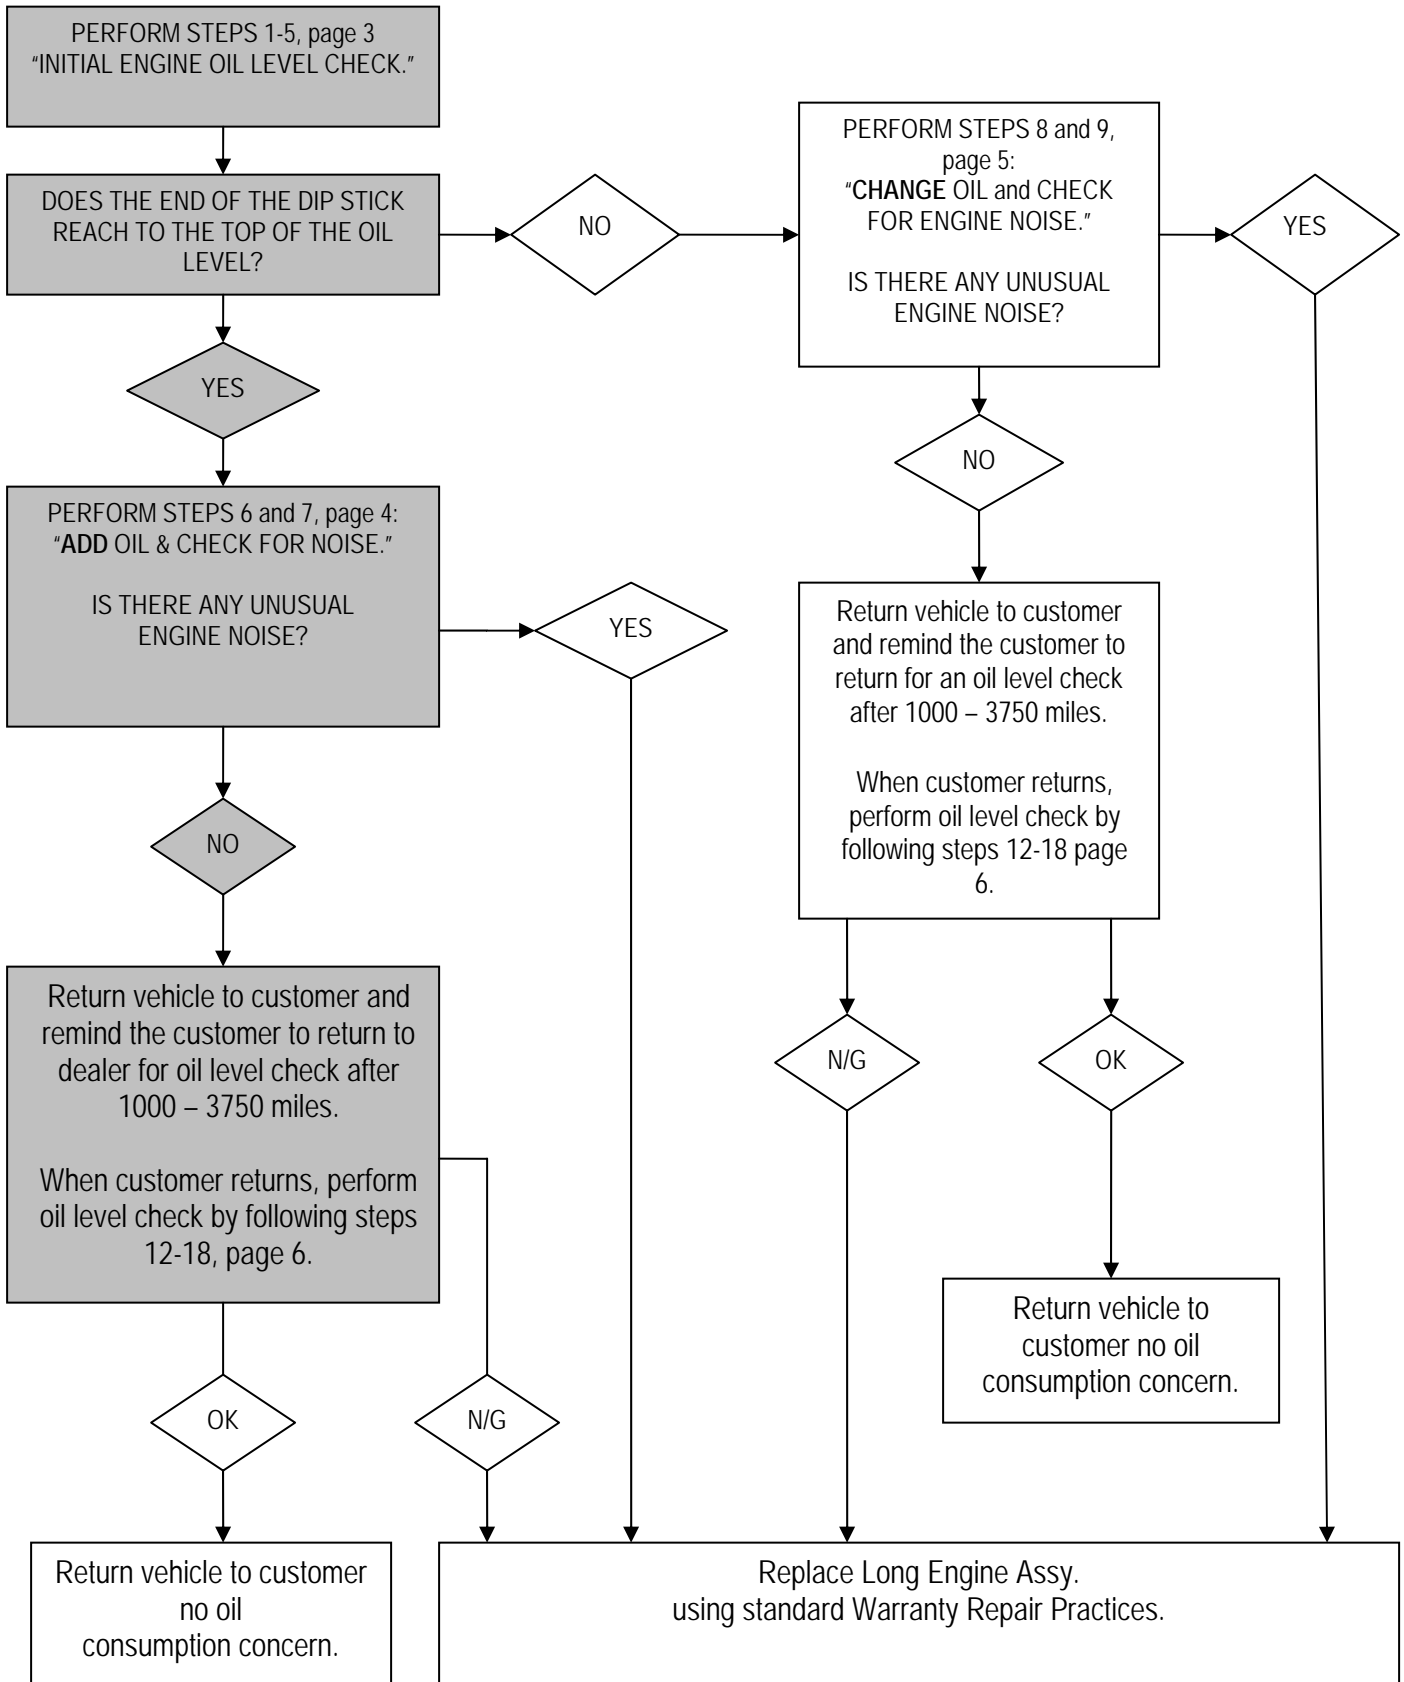 PERFORM STEPS 1-5, page 3
"INITIAL ENGINE OIL LEVEL CHECK."
DOES THE END OF THE DIP STICK
REACH TO THE TOP OF THE OIL
LEVEL?
NO
PERFORM STEPS 8 and 9,
page 5:
"CHANGE OIL and CHECK
FOR ENGINE NOISE."
IS THERE ANY UNUSUAL
ENGINE NOISE?
YES
YES
NO
PERFORM STEPS 6 and 7, page 4:
"ADD OIL & CHECK FOR NOISE."
IS THERE ANY UNUSUAL
ENGINE NOISE?
YES
Return vehicle to customer
and remind the customer to
return for an oil level check
after 1000 – 3750 miles.
When customer returns,
perform oil level check by
following steps 12-18 page
6.
NO
Return vehicle to customer and
remind the customer to return to
dealer for oil level check after
1000 – 3750 miles.
When customer returns, perform
oil level check by following steps
12-18, page 6.
N/G
OK
Return vehicle to
customer no oil
consumption concern.
OK
N/G
Return vehicle to customer
no oil
consumption concern.
Replace Long Engine Assy.
using standard Warranty Repair Practices.